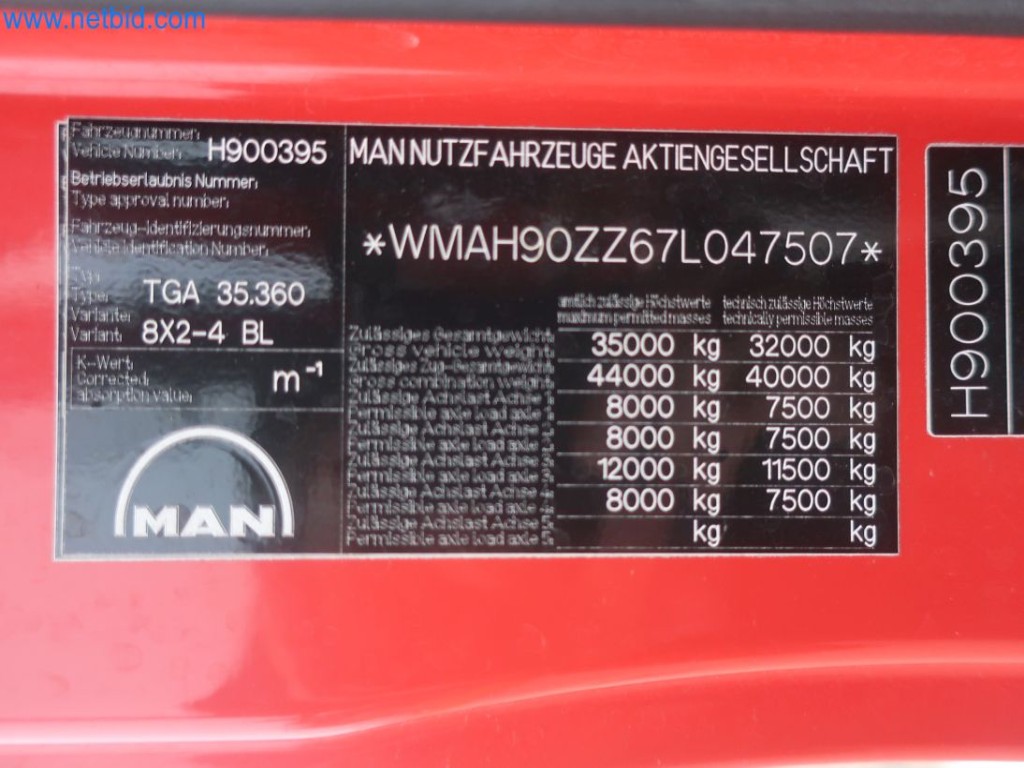 www.netbid.com
Fahrzeugnummer:
Vehicle Number: H900395
Betriebserlaubnis Nummer:
Type approval number:
Fahrzeug-Identifizierungsnummer:
Vehicle Identification Number:
Typ:
Type: TGA 35.360
Variante:
Variant: 8X2-4 BL
K-Wert:
Corrected
absorption value: m⁻¹
MAN
MAN NUTZFAHRZEUGE AKTIENGESELLSCHAFT
*WMAH90ZZ67L047507*
amtlich zulässige Höchstwerte technisch zulässige Höchstwerte
maximum permitted masses technically permissible masses
Zulässiges Gesamtgewicht:
gross vehicle weight: 35000 kg 32000 kg
Zulässiges Zug-Gesamtgewicht:
gross combination weight: 44000 kg 40000 kg
Zulässige Achslast Achse 1:
Permissible axle load axle 1: 8000 kg 7500 kg
Zulässige Achslast Achse 2:
Permissible axle load axle 2: 8000 kg 7500 kg
Zulässige Achslast Achse 3:
Permissible axle load axle 3: 12000 kg 11500 kg
Zulässige Achslast Achse 4:
Permissible axle load axle 4: 8000 kg 7500 kg
Zulässige Achslast Achse 5:
Permissible axle load axle 5: kg kg
H900395